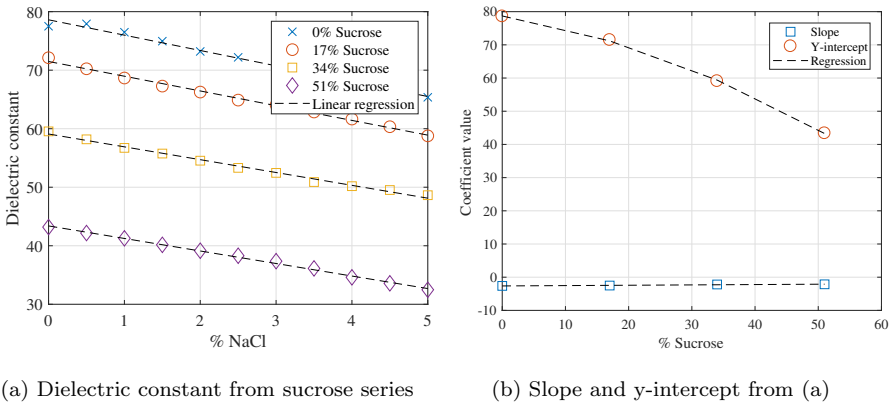 80
70
60
50
40
30
0
1
2
3
4
5
Dielectric constant
% NaCl
0% Sucrose
17% Sucrose
34% Sucrose
51% Sucrose
Linear regression
80
70
60
50
40
30
20
10
0
-10
0
10
20
30
40
50
60
Coefficient value
% Sucrose
Slope
Y-intercept
Regression
(a) Dielectric constant from sucrose series
(b) Slope and y-intercept from (a)